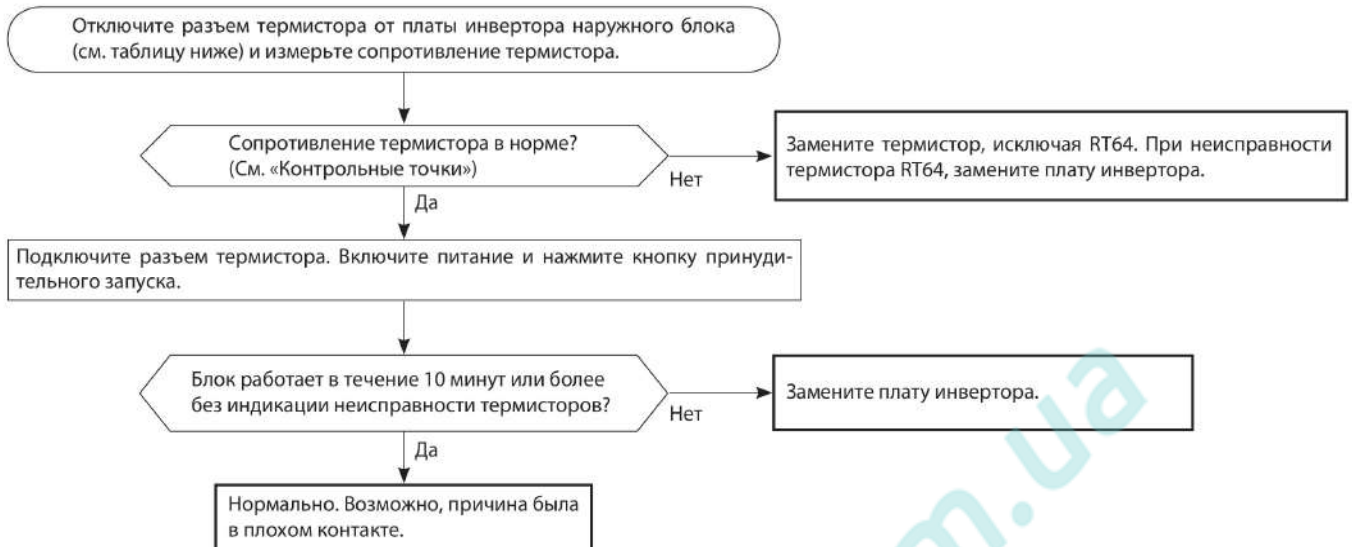 Отключите разъем термистора от платы инвертора наружного блока
(см. таблицу ниже) и измерьте сопротивление термистора.
Сопротивление термистора в норме?
(См. «Контрольные точки»)
Нет
Замените термистор, исключая RT64. При неисправности
термистора RT64, замените плату инвертора.
Да
Подключите разъем термистора. Включите питание и нажмите кнопку принуди-
тельного запуска.
Блок работает в течение 10 минут или более
без индикации неисправности термисторов?
Нет
Замените плату инвертора.
Да
Нормально. Возможно, причина была
в плохом контакте.
m.ua